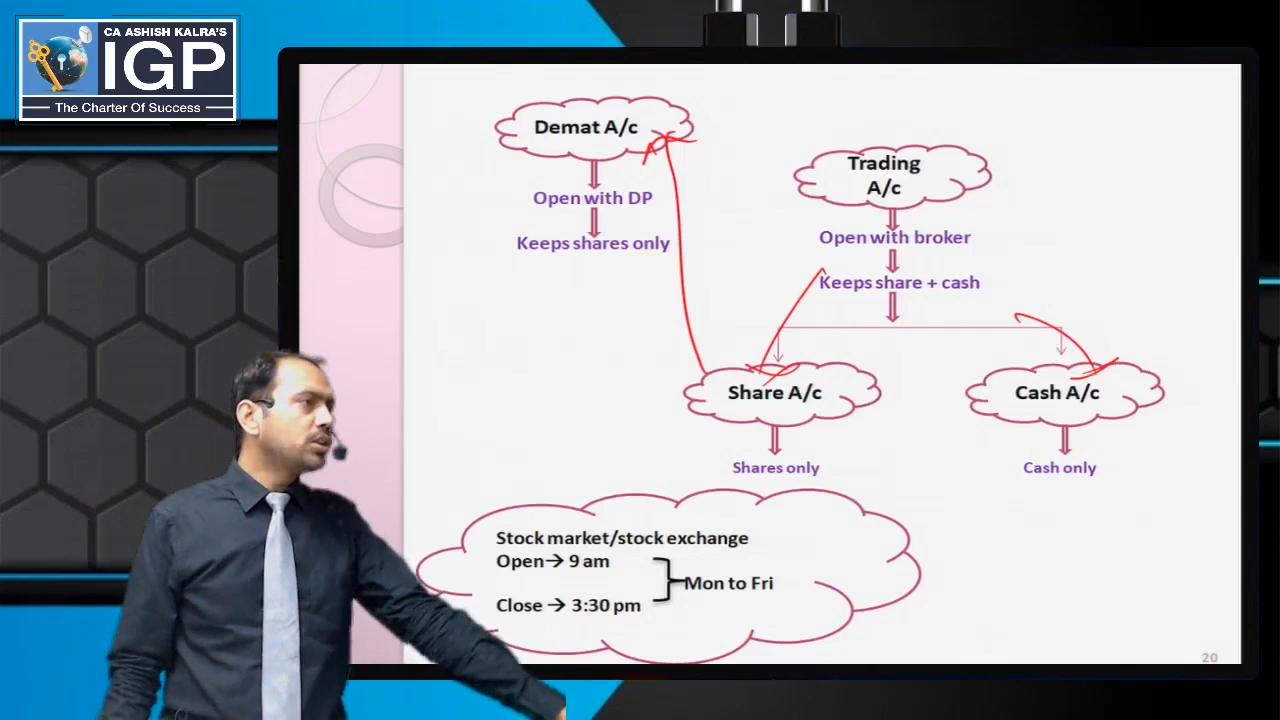 CA ASHISH KALRA'S
IGP
The Charter Of Success
Demat A/c
Open with DP
Keeps shares only
Trading
A/c
Open with broker
Keeps share + cash
Share A/c
Shares only
Cash A/c
Cash only
Stock market/stock exchange
Open→ 9 am
Mon to Fri
Close → 3:30 pm
20